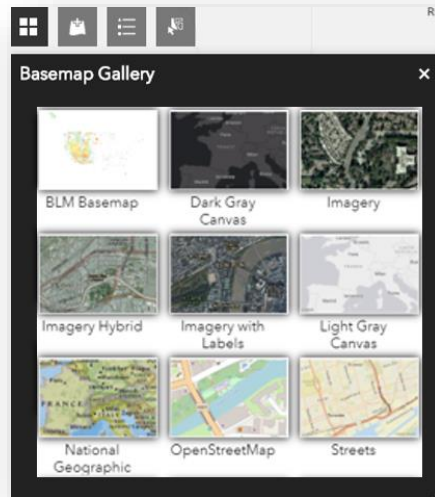 R
Basemap Gallery
BLM Basemap
Dark Gray
Canvas
Imagery
Imagery Hybrid
Imagery with
Labels
Light Gray
Canvas
FRANCE
National
Geographic
OpenStreetMap
Streets